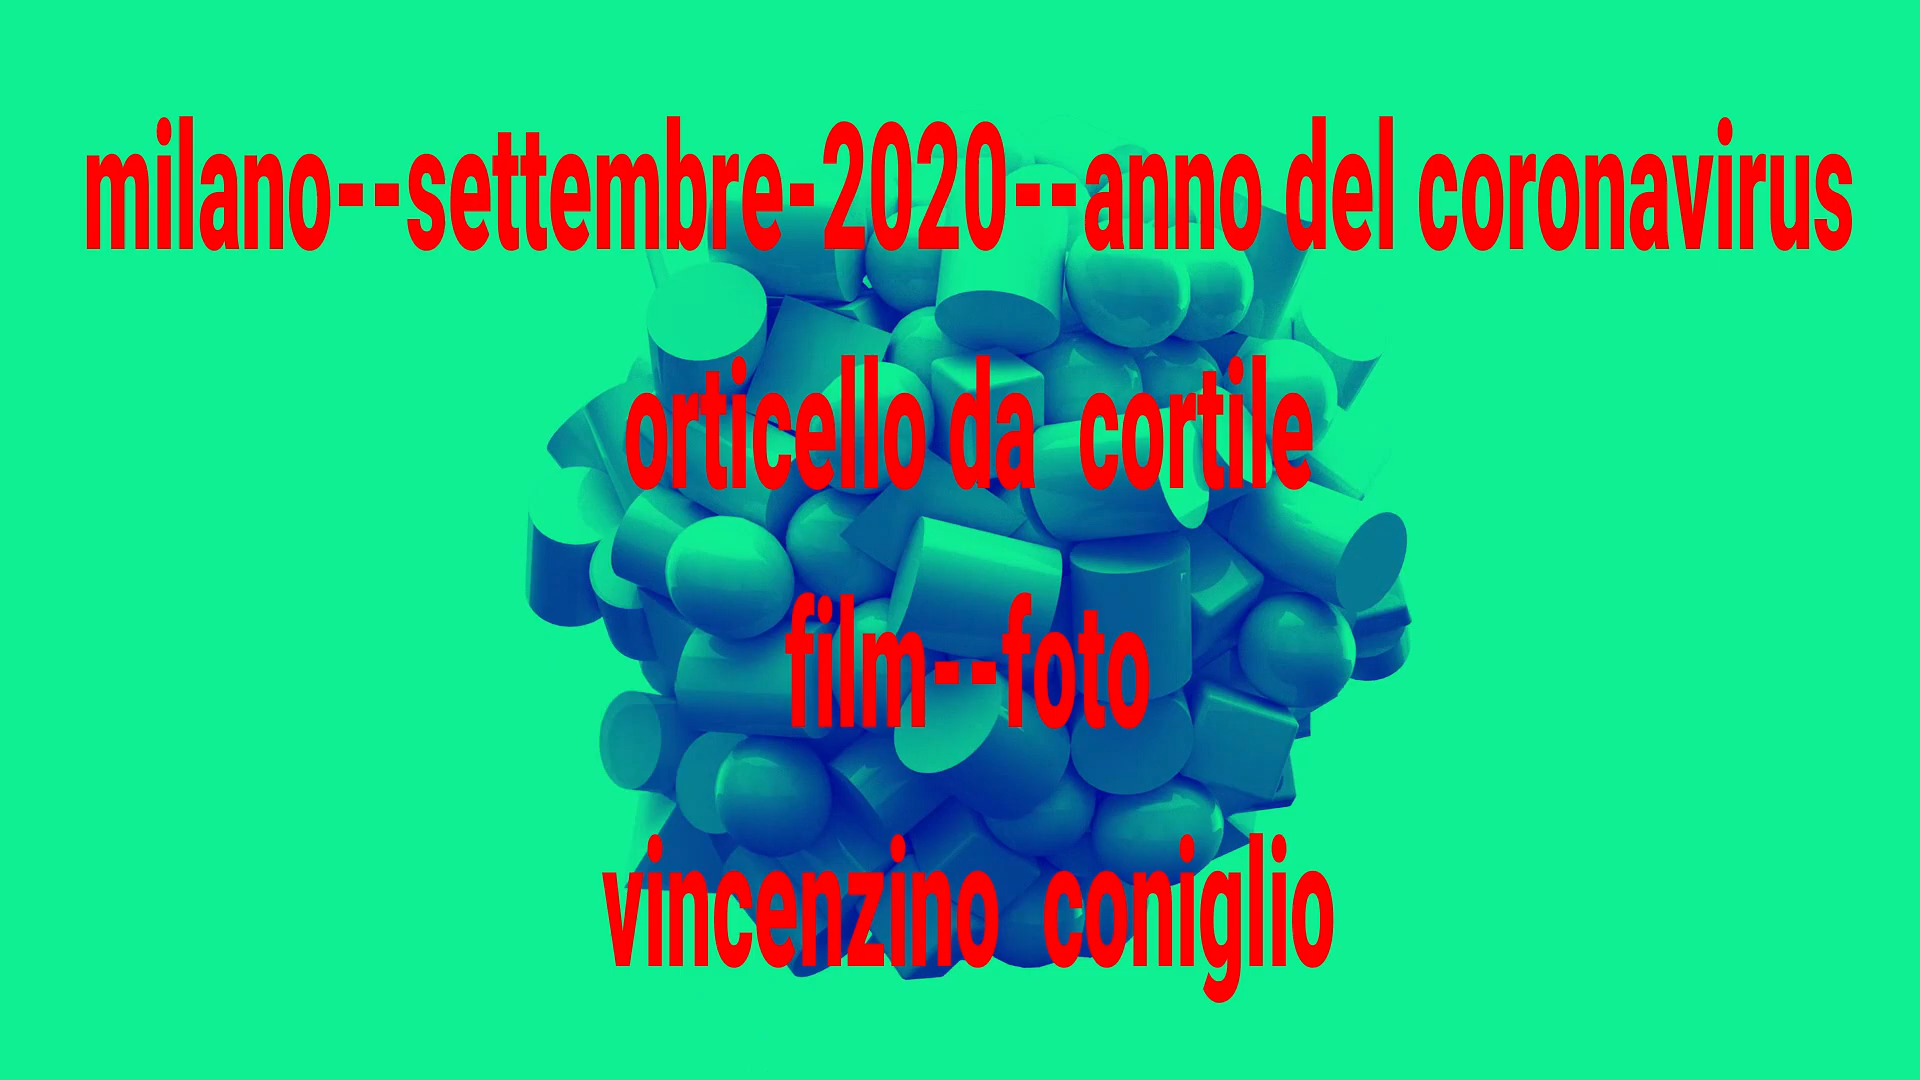 milano--settembre-2020--anno del coronavirus
orticello da  cortile
film--foto
vincenzino  coniglio